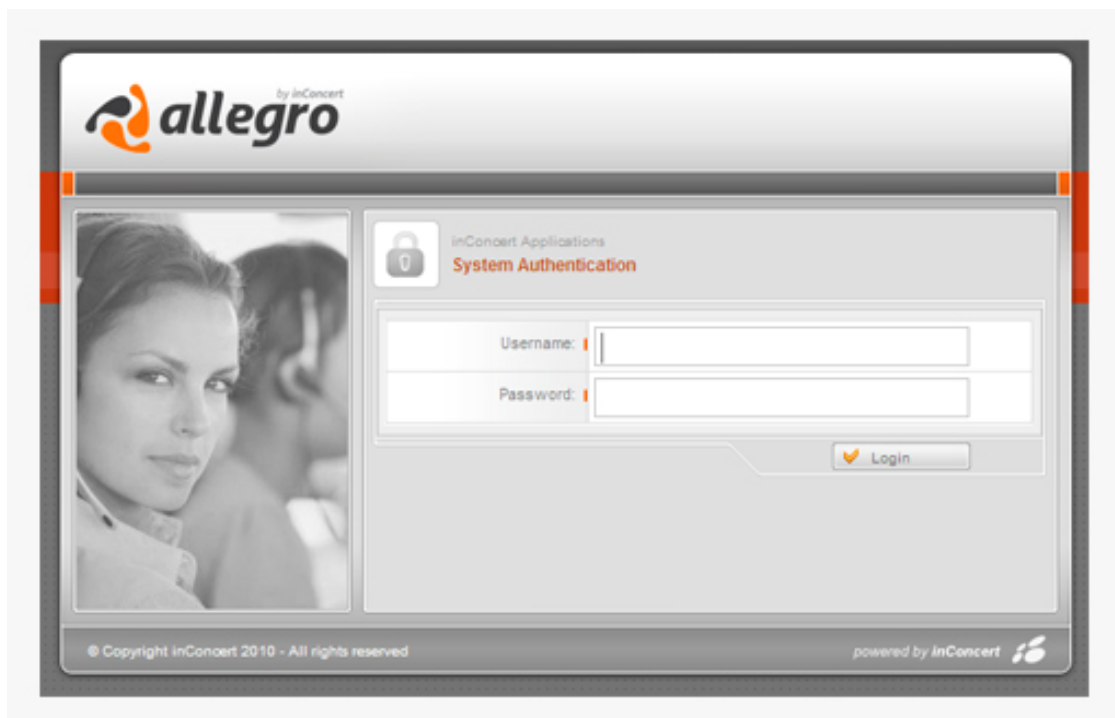 by inConcert
allegro
inConcert Applications
System Authentication
Username:
Password:
Login
© Copyright inConcert 2010 - All rights reserved
powered by inConcert